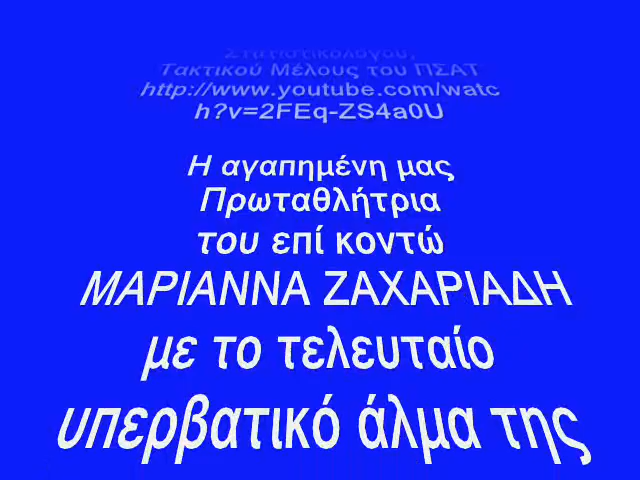 Στατιστικολόγου,
Τακτικού Μέλους του ΠΣΑΤ
http://www.youtube.com/watc
h?v=2FEq-ZS4a0U
Η αγαπημένη μας
Πρωταθλήτρια
του επί κοντώ
ΜΑΡΙΑΝΝΑ ΖΑΧΑΡΙΑΔΗ
με το τελευταίο
υπερβατικό άλμα της